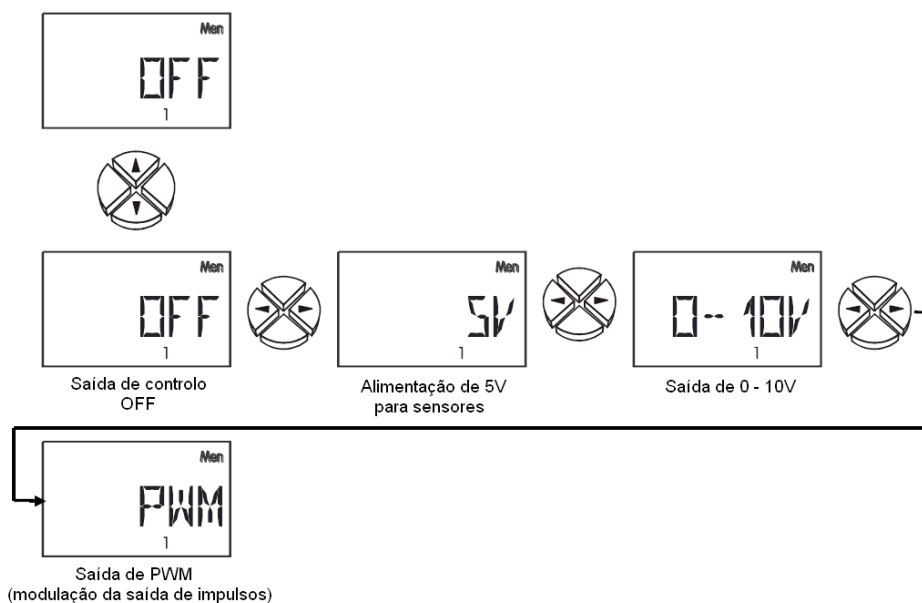 Men
OFF
1
Men
OFF
1
Men
5V
1
Men
0--10V
1
Saída de controlo
OFF
Alimentação de 5V
para sensores
Saída de 0 - 10V
Men
PWM
1
Saída de PWM
(modulação da saída de impulsos)